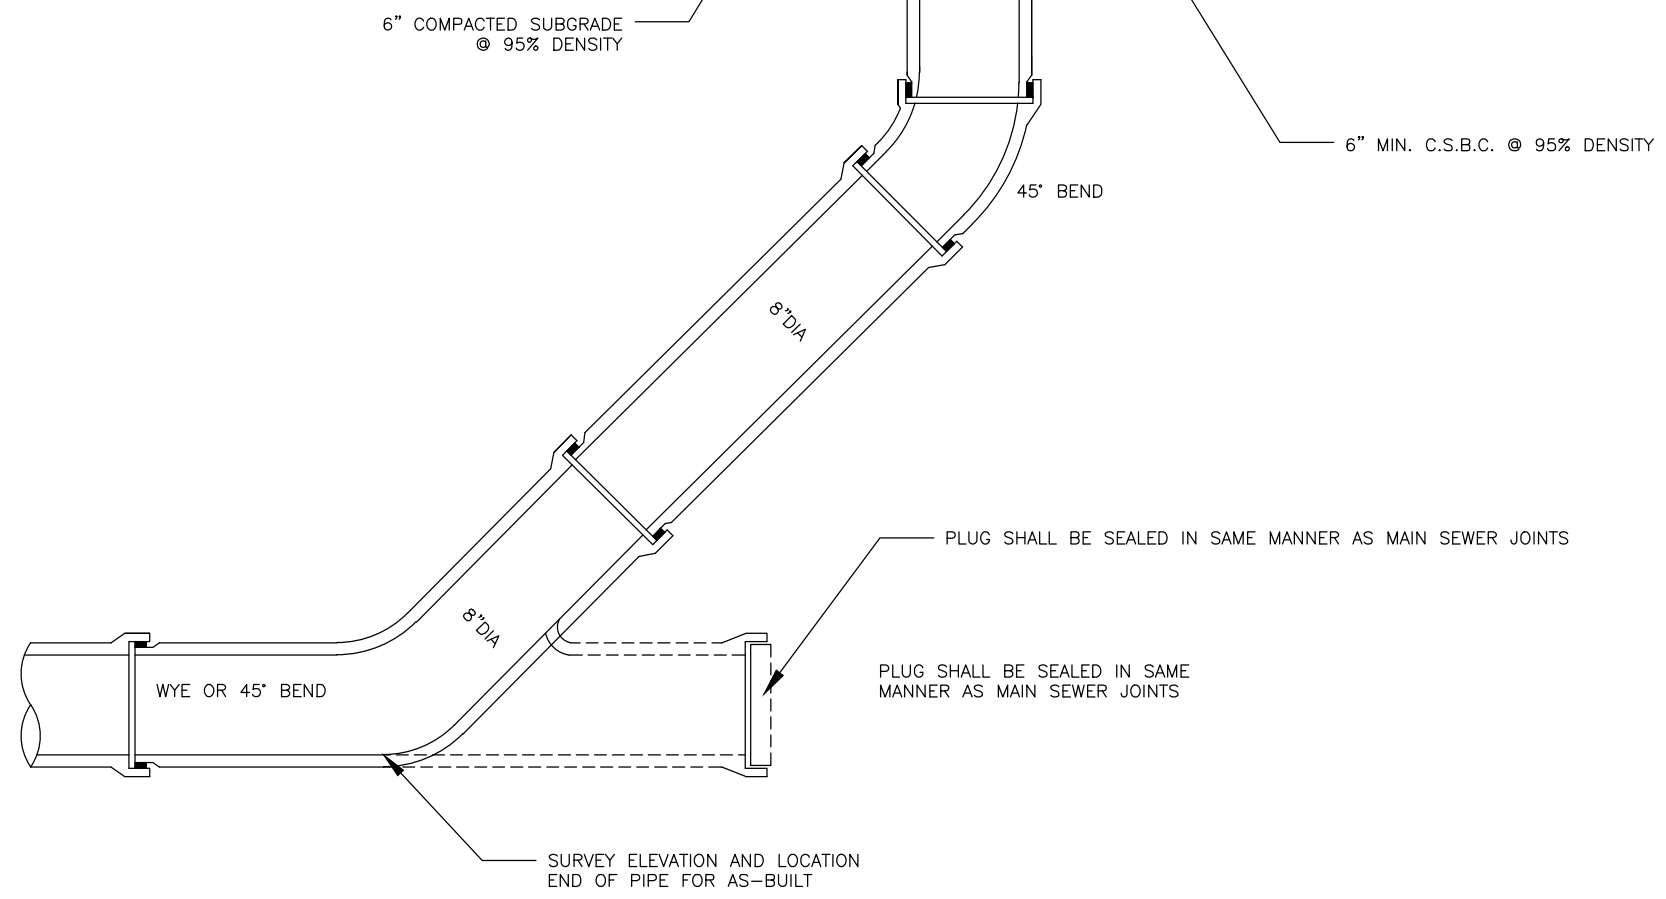 6” COMPACTED SUBGRADE
@ 95% DENSITY
6” MIN. C.S.B.C. @ 95% DENSITY
45° BEND
8”DIA
PLUG SHALL BE SEALED IN SAME MANNER AS MAIN SEWER JOINTS
8”DIA
PLUG SHALL BE SEALED IN SAME
MANNER AS MAIN SEWER JOINTS
WYE OR 45° BEND
SURVEY ELEVATION AND LOCATION
END OF PIPE FOR AS-BUILT